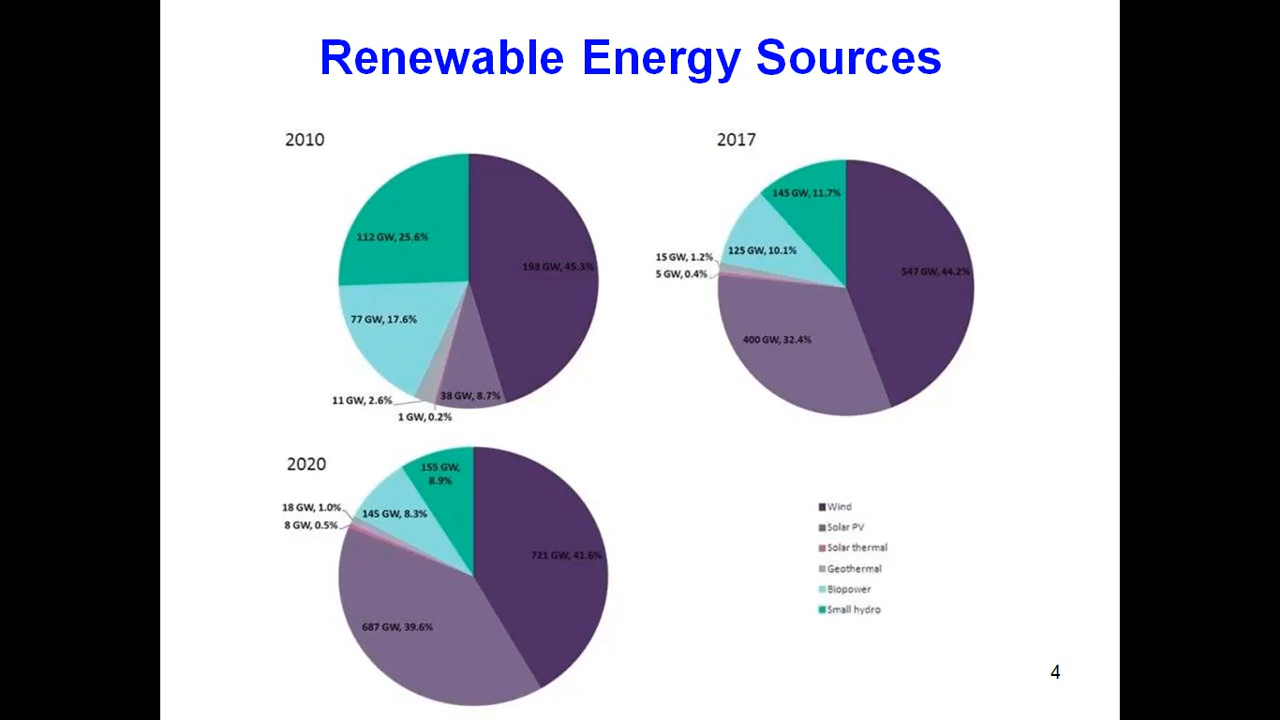 Renewable Energy Sources
2010
112 GW, 25.6%
198 GW, 45.3%
77 GW, 17.6%
11 GW, 2.6%
38 GW, 8.7%
1 GW, 0.2%
2017
145 GW, 11.7%
125 GW, 10.1%
15 GW, 1.2%
5 GW, 0.4%
547 GW, 44.2%
400 GW, 32.4%
2020
155 GW,
8.9%
18 GW, 1.0%
145 GW, 8.3%
8 GW, 0.5%
721 GW, 41.6%
687 GW, 39.6%
Wind
Solar PV
Solar thermal
Geothermal
Biopower
Small hydro
4